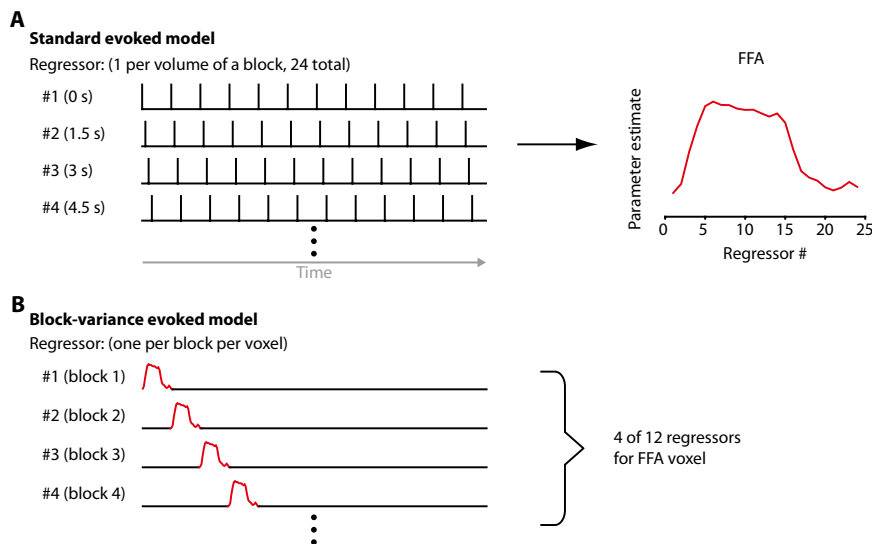 A
Standard evoked model
Regressor: (1 per volume of a block, 24 total)
#1 (0 s)
#2 (1.5 s)
#3 (3 s)
#4 (4.5 s)
Time
FFA
Parameter estimate
0 5 10 15 20 25
Regressor #
B
Block-variance evoked model
Regressor: (one per block per voxel)
#1 (block 1)
#2 (block 2)
#3 (block 3)
#4 (block 4)
4 of 12 regressors
for FFA voxel